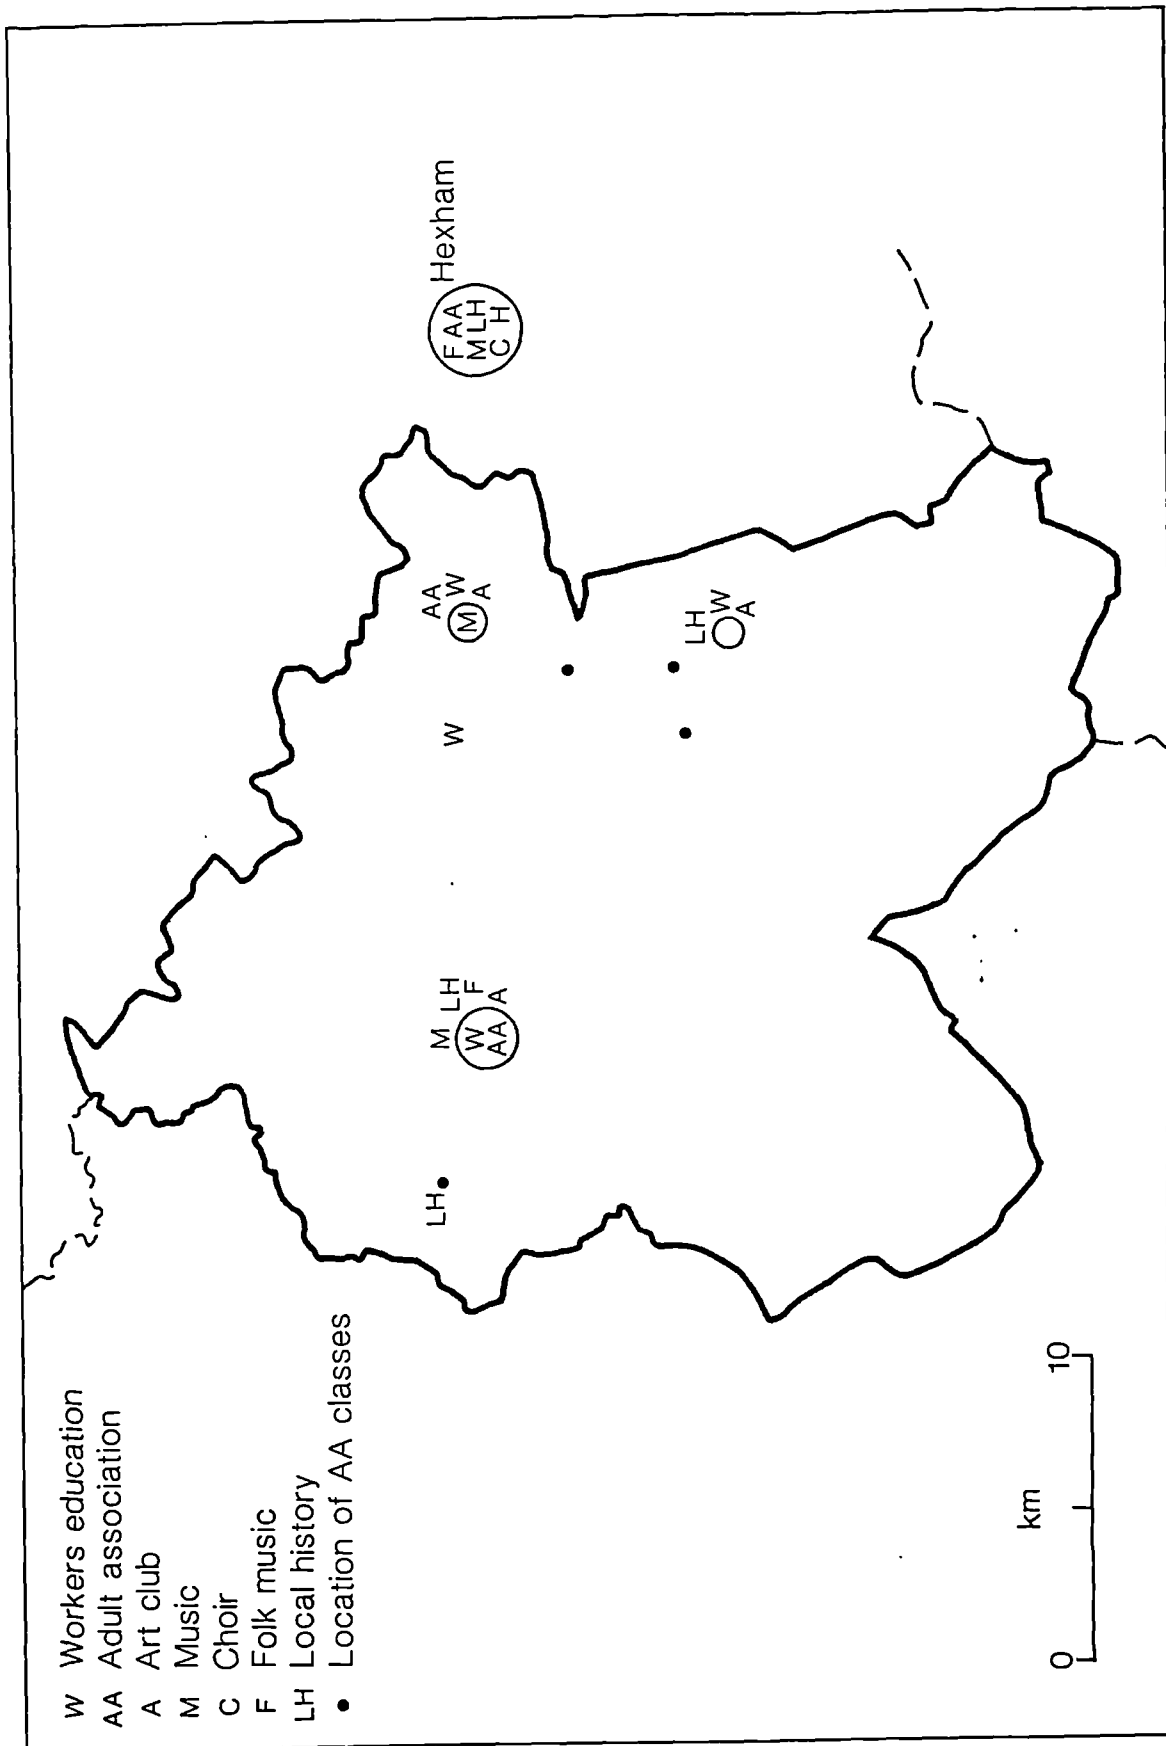 W Workers education
AA Adult association
A Art club
M Music
C Choir
F Folk music
LH Local history
• Location of AA classes
LH
M
LH
W F
AA A
W
AA
M W
A
LH
W
A
F AA Hexham
M LH
C H
km
0 10